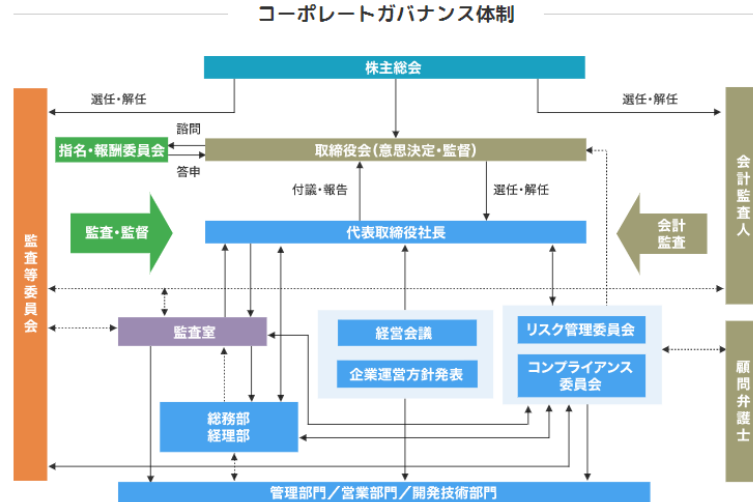 コーポレートガバナンス体制
株主総会
選任・解任
選任・解任
諮問
指名・報酬委員会
取締役会(意思決定・監督)
答申
付議・報告
選任・解任
監査・監督
代表取締役社長
会計
監査
会計監査人
監査等委員会
監査室
経営会議
リスク管理委員会
企業運営方針発表
コンプライアンス
委員会
顧問弁護士
総務部
経理部
管理部門／営業部門／開発技術部門